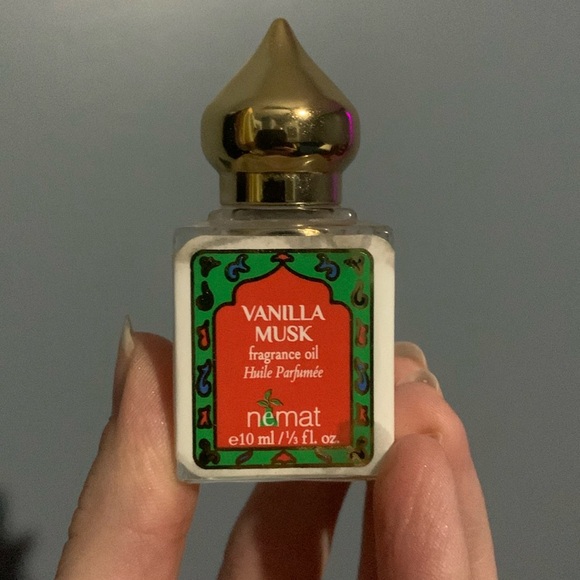 VANILLA
MUSK
fragrance oil
Huile Parfumée
nemat
e10 ml / ⅓ fl. oz.